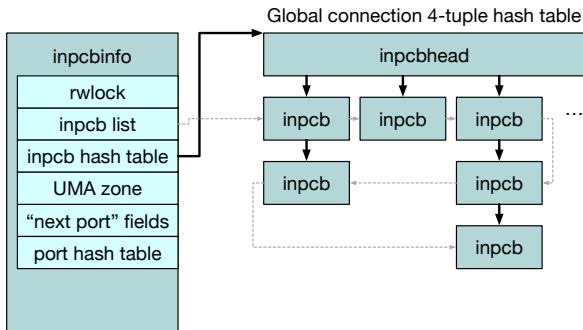 Global connection 4-tuple hash table
inpcbinfo
rwlock
inpcb list
inpcb hash table
UMA zone
“next port” fields
port hash table
inpcbhead
inpcb inpcb inpcb ...
inpcb inpcb
inpcb